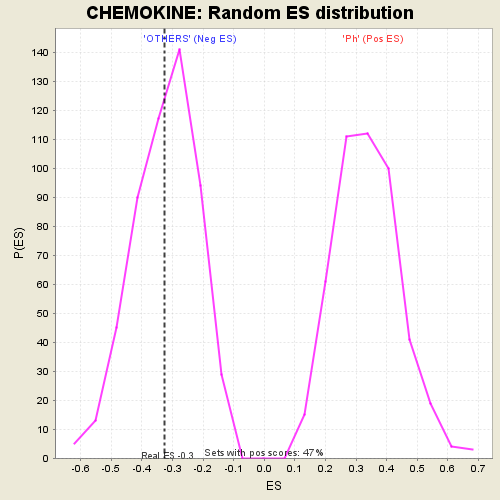 CHEMOKINE: Random ES distribution
'OTHERS' (Neg ES)
'Ph' (Pos ES)
P(ES)
140
130
120
110
100
90
80
70
60
50
40
30
20
10
0
Real ES -0.3
Sets with pos scores: 47%
-0.6 -0.5 -0.4 -0.3 -0.2 -0.1 0.0 0.1 0.2 0.3 0.4 0.5 0.6 0.7
ES